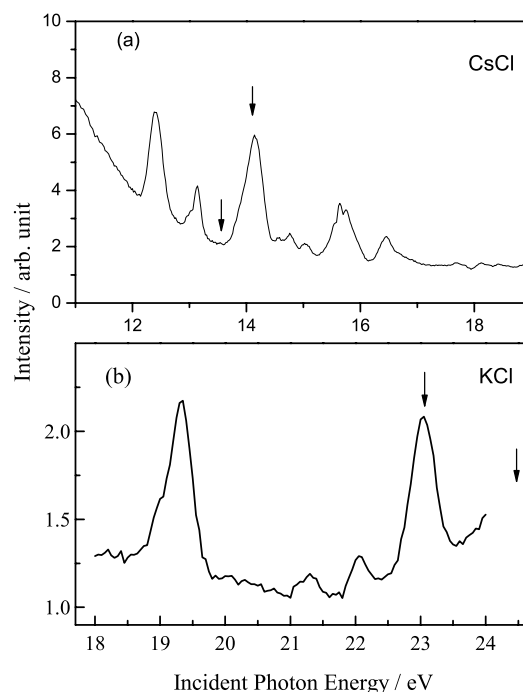 (a)
CsCl
10
8
6
4
2
0
12 14 16 18
Intensity / arb. unit
(b)
KCl
2.0
1.5
1.0
18 19 20 21 22 23 24
Incident Photon Energy / eV